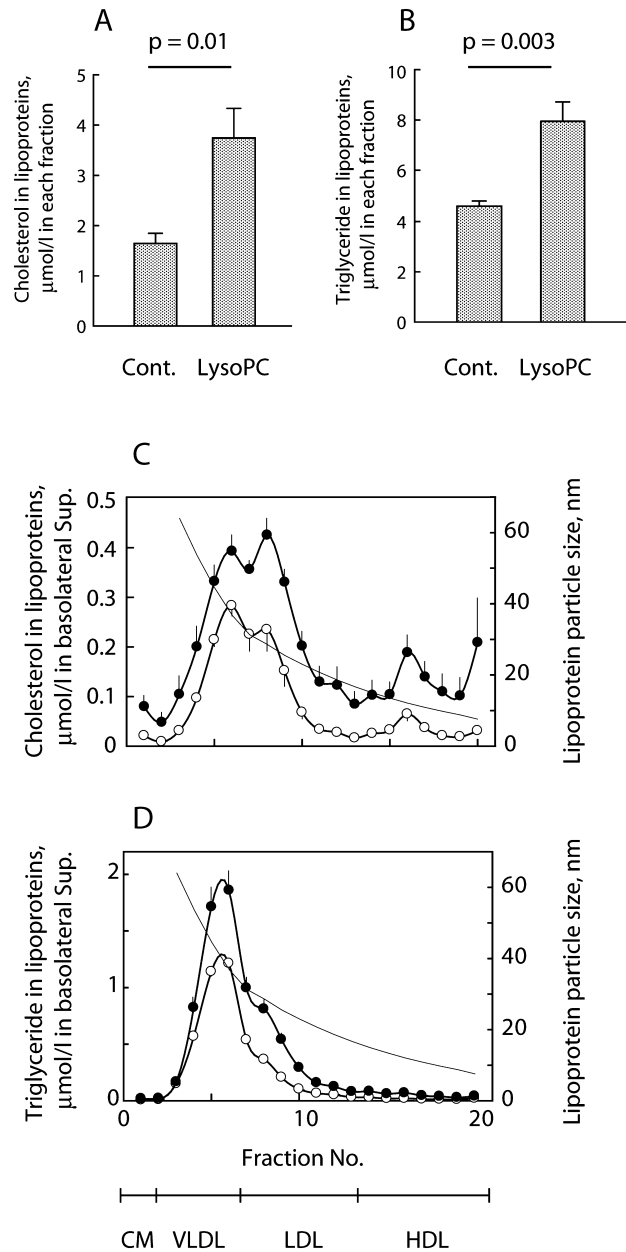 A
p = 0.01
Cholesterol in lipoproteins,
μmol/l in each fraction
5
4
3
2
1
0
Cont. LysoPC
B
p = 0.003
Triglyceride in lipoproteins,
μmol/l in each fraction
10
8
6
4
2
0
Cont. LysoPC
C
Cholesterol in lipoproteins,
μmol/l in basolateral Sup.
0.5
0.4
0.3
0.2
0.1
0
60
40
20
0
Lipoprotein particle size, nm
D
Triglyceride in lipoproteins,
μmol/l in basolateral Sup.
2
1
0
60
40
20
0
Lipoprotein particle size, nm
0 10 20
Fraction No.
CM VLDL LDL HDL